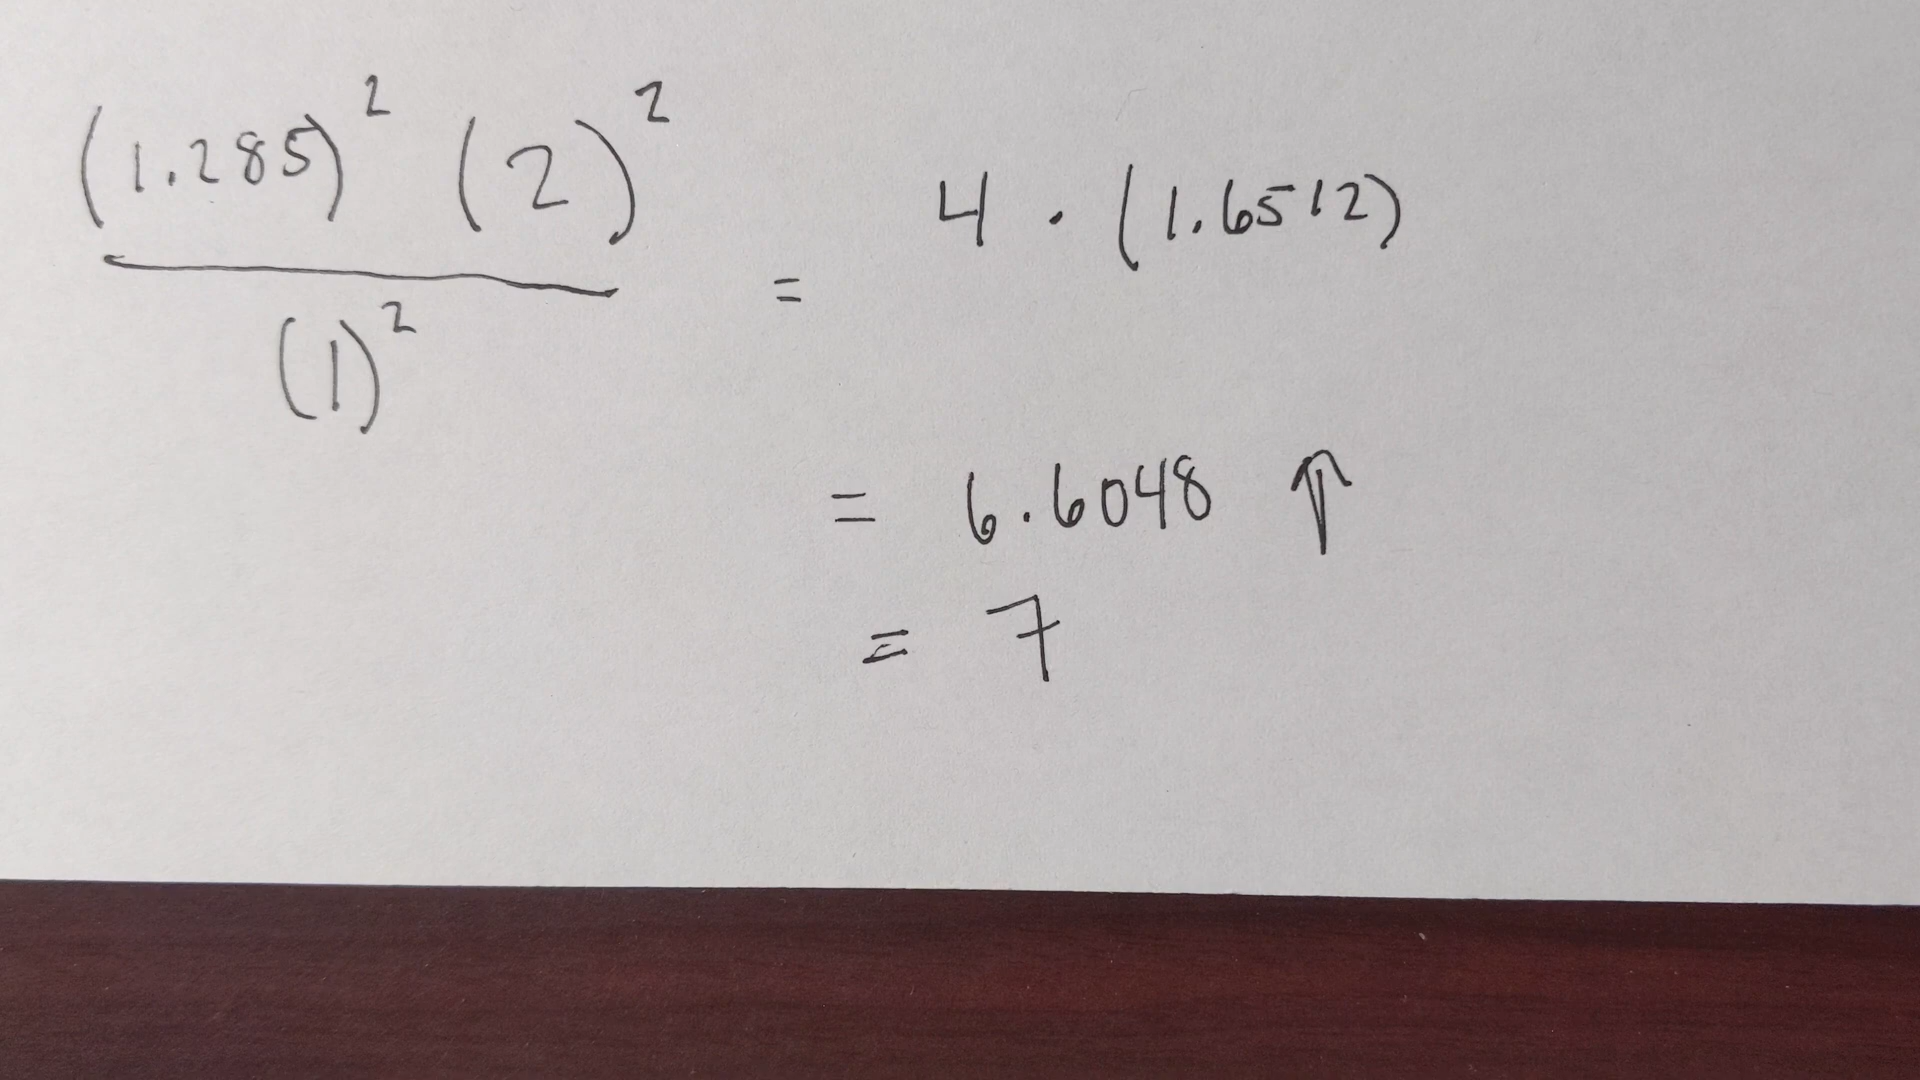 (1.285)² (2)² / (1)² = 4 · (1.6512)
= 6.6048 ↑
= 7